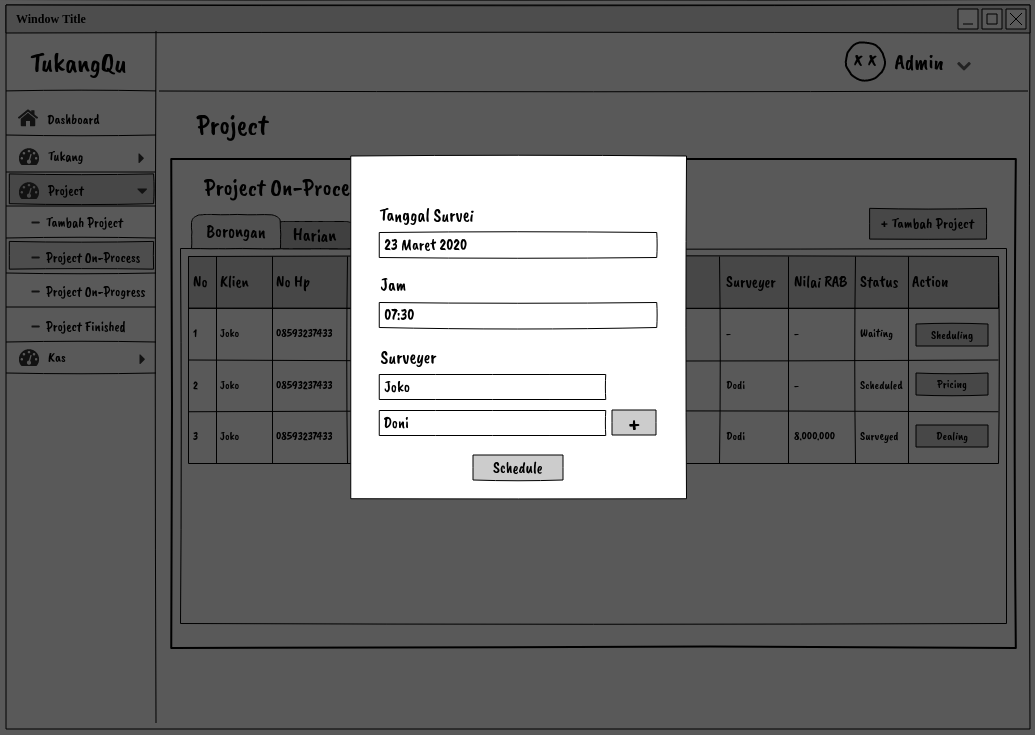 Window Title
TukangQu
Admin
Dashboard
Tukang
Project
Tambah Project
Project On-Process
Project On-Progress
Project Finished
Kas
Project
Project On-Proce
Borongan
Harian
+ Tambah Project
No Klien No Hp Surveyer Nilai RAB Status Action
1 Joko 08593237433 - - Waiting Sheduling
2 Joko 08593237433 Dodi - Scheduled Pricing
3 Joko 08593237433 Dodi 8,000,000 Surveyed Dealing
Tanggal Survei
23 Maret 2020
Jam
07:30
Surveyer
Joko
Doni
+
Schedule